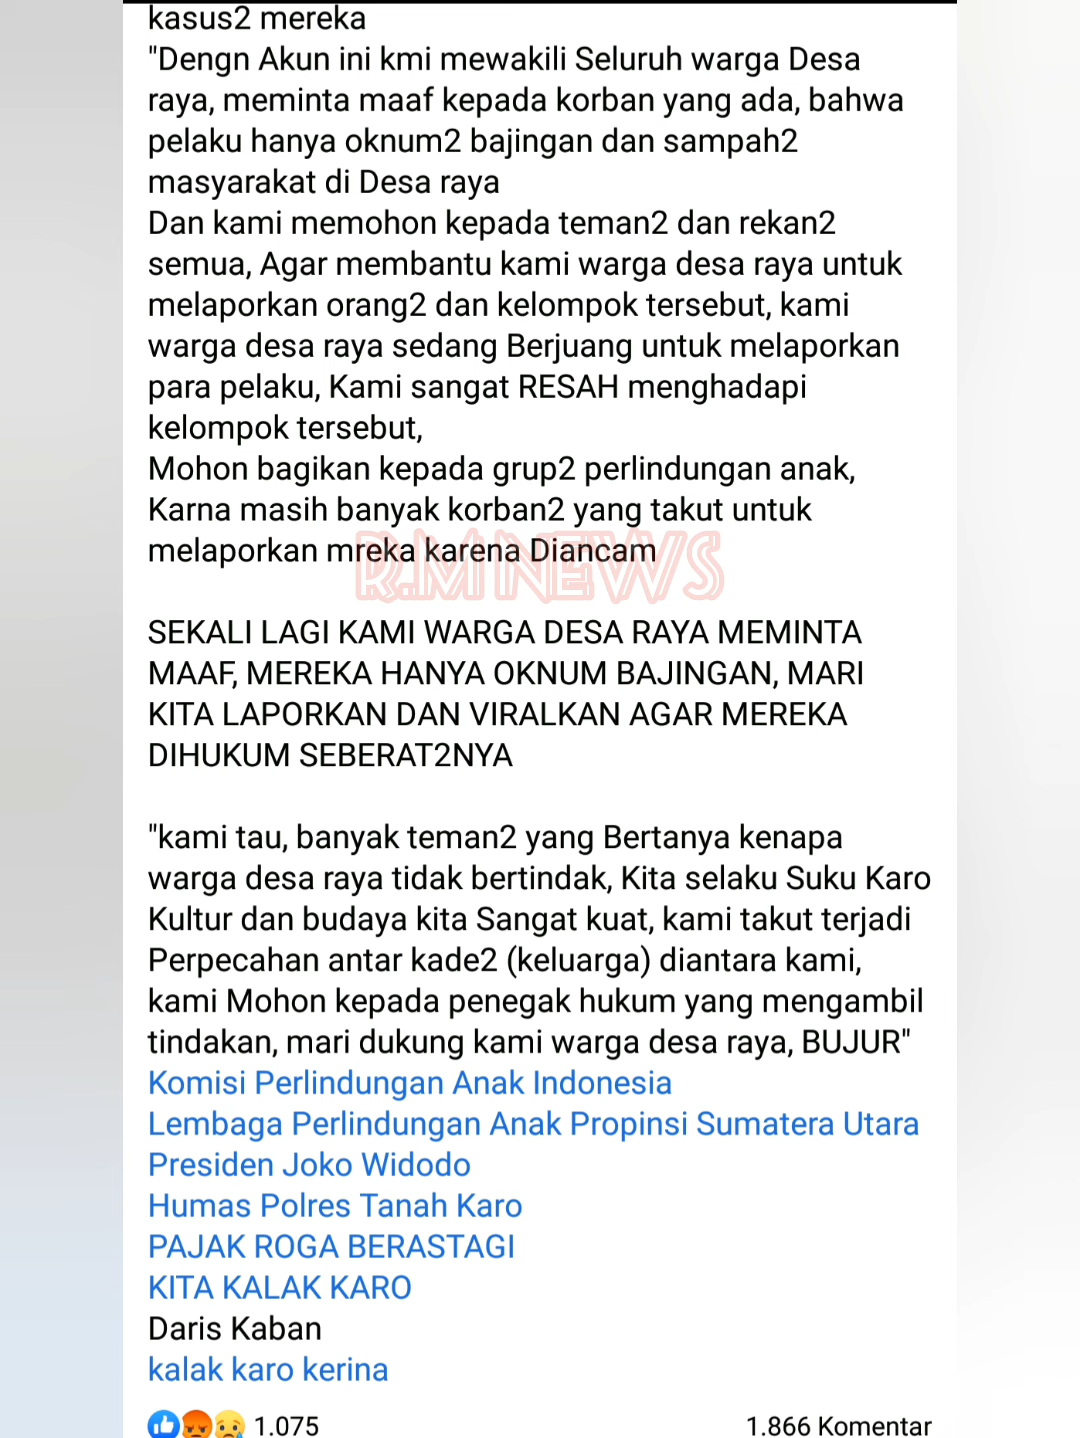 kasus2 mereka
"Dengn Akun ini kmi mewakili Seluruh warga Desa
raya, meminta maaf kepada korban yang ada, bahwa
pelaku hanya oknum2 bajingan dan sampah2
masyarakat di Desa raya
Dan kami memohon kepada teman2 dan rekan2
semua, Agar membantu kami warga desa raya untuk
melaporkan orang2 dan kelompok tersebut, kami
warga desa raya sedang Berjuang untuk melaporkan
para pelaku, Kami sangat RESAH menghadapi
kelompok tersebut,
Mohon bagikan kepada grup2 perlindungan anak,
Karna masih banyak korban2 yang takut untuk
melaporkan mreka karena Diancam
R.M NEWS
SEKALI LAGI KAMI WARGA DESA RAYA MEMINTA
MAAF, MEREKA HANYA OKNUM BAJINGAN, MARI
KITA LAPORKAN DAN VIRALKAN AGAR MEREKA
DIHUKUM SEBERAT2NYA
"kami tau, banyak teman2 yang Bertanya kenapa
warga desa raya tidak bertindak, Kita selaku Suku Karo
Kultur dan budaya kita Sangat kuat, kami takut terjadi
Perpecahan antar kade2 (keluarga) diantara kami,
kami Mohon kepada penegak hukum yang mengambil
tindakan, mari dukung kami warga desa raya, BUJUR"
Komisi Perlindungan Anak Indonesia
Lembaga Perlindungan Anak Propinsi Sumatera Utara
Presiden Joko Widodo
Humas Polres Tanah Karo
PAJAK ROGA BERASTAGI
KITA KALAK KARO
Daris Kaban
kalak karo kerina
1.075 1.866 Komentar